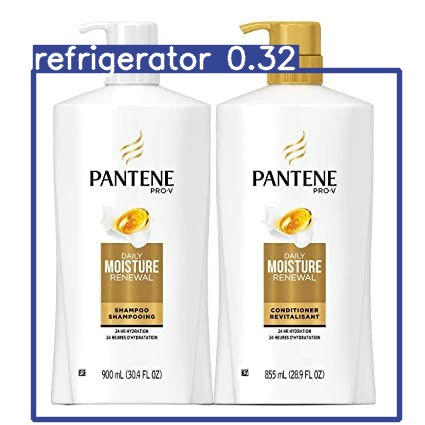 refrigerator 0.32
PANTENE
PRO-V
DAILY
MOISTURE
RENEWAL
SHAMPOO
SHAMPOOING
24 HR HYDRATION
24 HEURES D'HYDRATATION
900 mL (30.4 FL OZ)
PANTENE
PRO-V
DAILY
MOISTURE
RENEWAL
CONDITIONER
REVITALISANT
24 HR HYDRATION
24 HEURES D'HYDRATATION
855 mL (28.9 FL OZ)